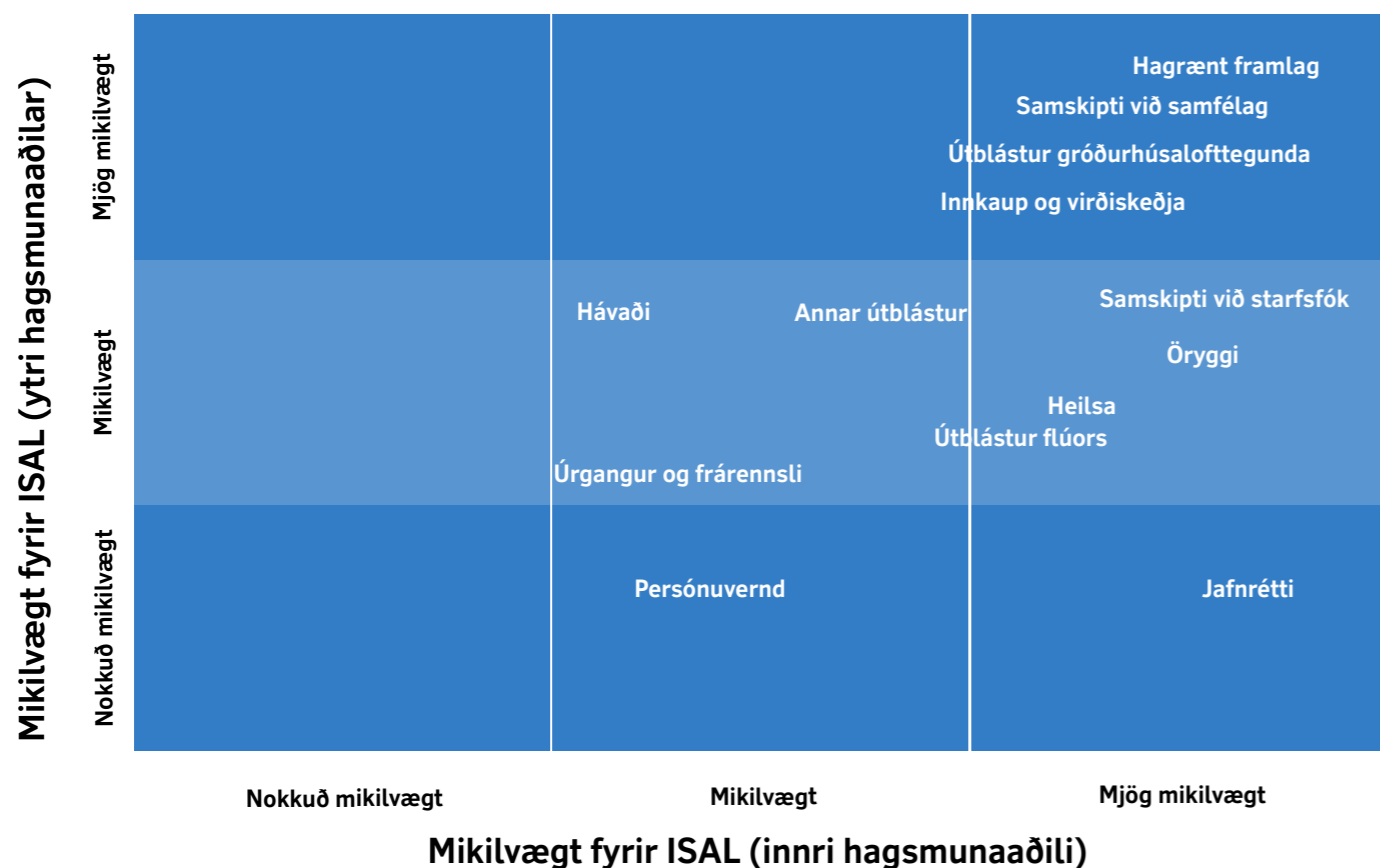 Mikilvægt fyrir ISAL (ytri hagsmunaaðilar)
Mjög mikilvægt
Mikilvægt
Nokkuð mikilvægt
Hagrænt framlag
Samskipti við samfélag
Útblástur gróðurhúsalofttegunda
Innkaup og virðiskeðja
Samskipti við starfsfók
Hávaði
Annar útblástur
Öryggi
Heilsa
Útblástur flúors
Úrgangur og frárennsli
Persónuvernd
Jafnrétti
Nokkuð mikilvægt
Mikilvægt
Mjög mikilvægt
Mikilvægt fyrir ISAL (innri hagsmunaaðili)